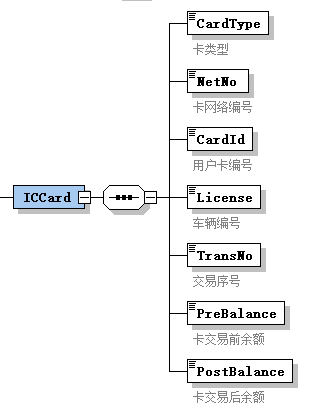 CardType
卡类型
NetNo
卡网络编号
CardId
用户卡编号
ICCard
License
车辆编号
TransNo
交易序号
PreBalance
卡交易前余额
PostBalance
卡交易后余额